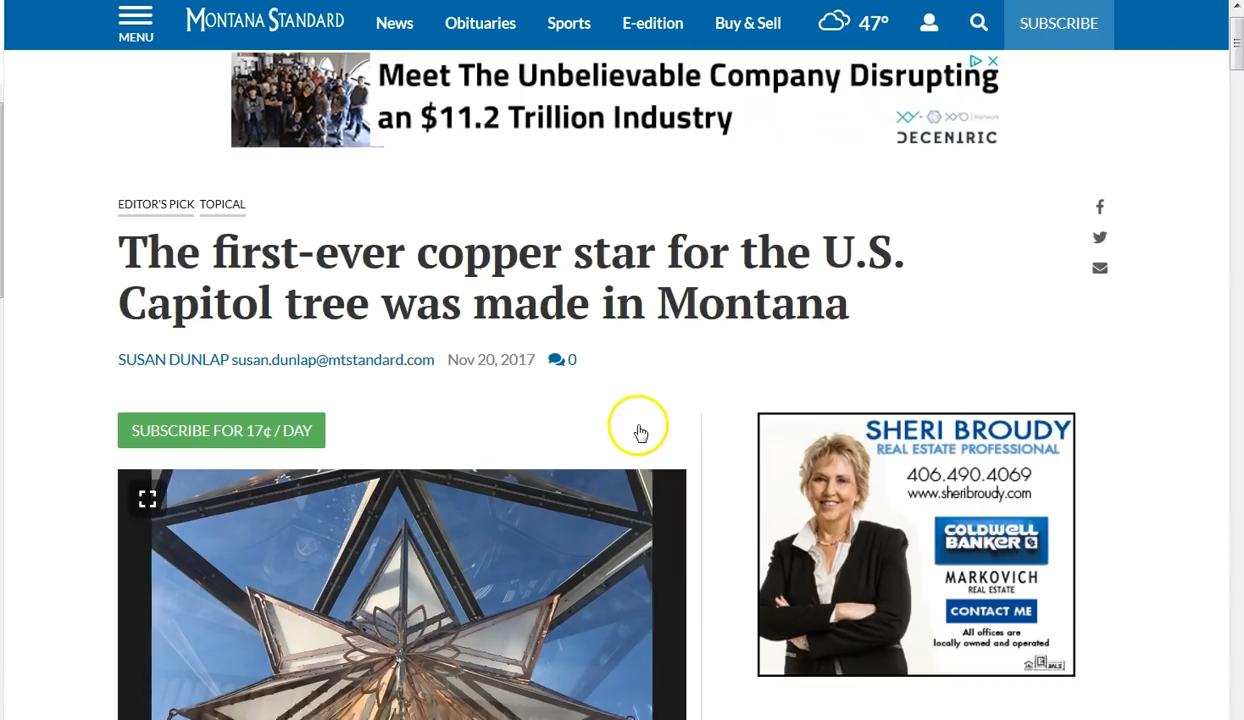 MENU
MONTANA STANDARD
News
Obituaries
Sports
E-edition
Buy & Sell
47°
SUBSCRIBE
Meet The Unbelievable Company Disrupting
an $11.2 Trillion Industry
DECEN1RIC
EDITOR'S PICK TOPICAL
The first-ever copper star for the U.S.
Capitol tree was made in Montana
SUSAN DUNLAP susan.dunlap@mtstandard.com Nov 20, 2017 0
SUBSCRIBE FOR 17¢ / DAY
SHERI BROUDY
REAL ESTATE PROFESSIONAL
406.490.4069
www.sheribroudy.com
COLDWELL
BANKER
MARKOVICH
REAL ESTATE
CONTACT ME
All offices are
locally owned and operated